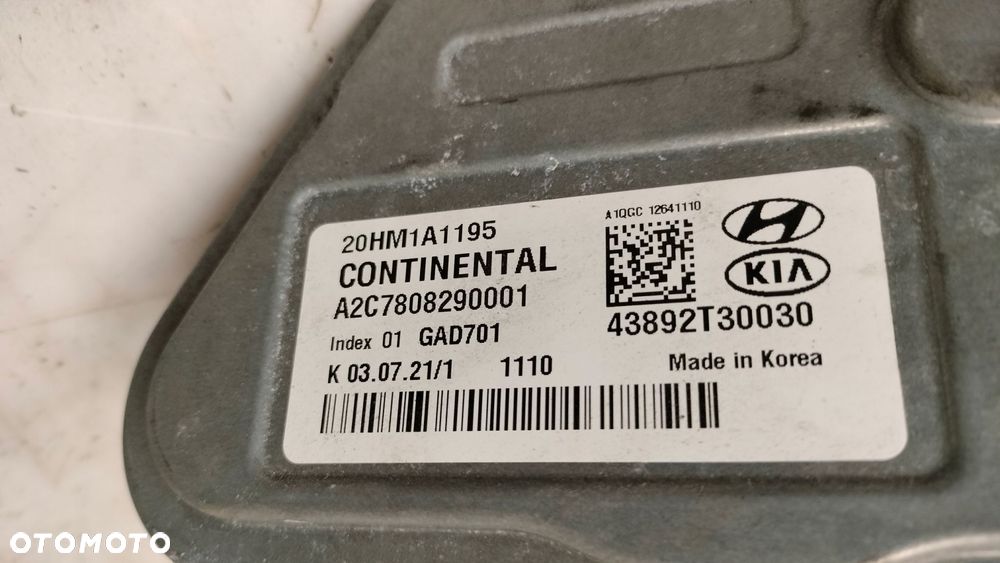 20HM1A1195
CONTINENTAL
A2C7808290001
Index 01 GAD701
K 03.07.21/1 1110
A1QGC 12641110
KIA
43892T30030
Made in Korea
OTOMOTO